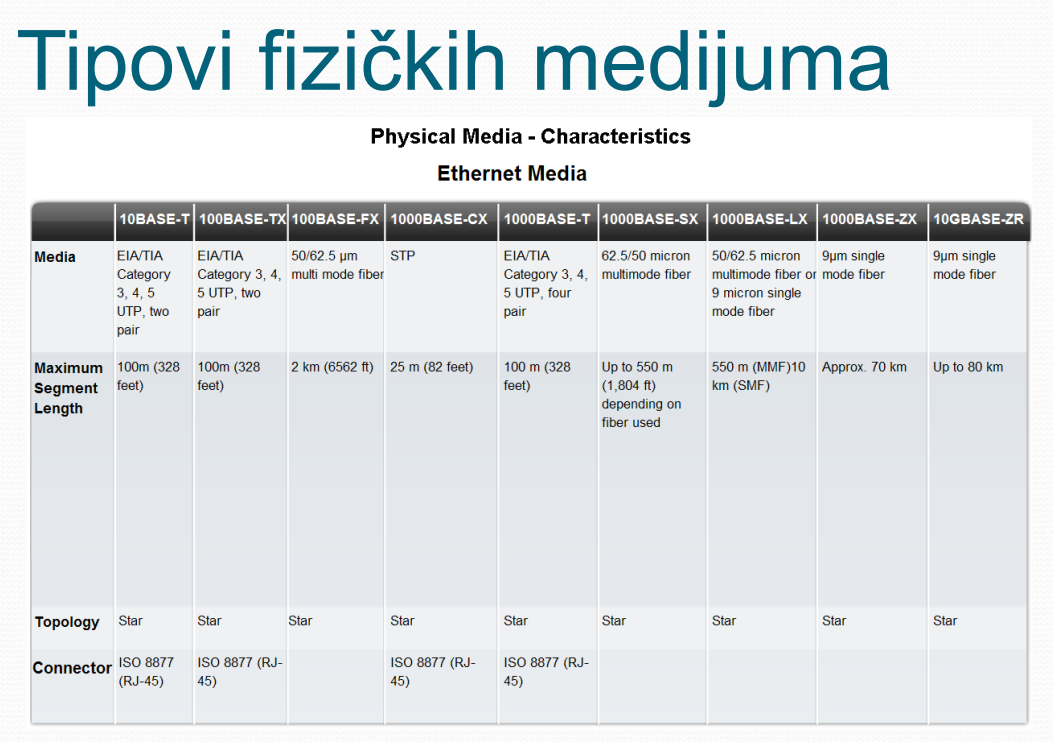 Tipovi fizičkih medijuma
Physical Media - Characteristics
Ethernet Media
10BASE-T 100BASE-TX 100BASE-FX 1000BASE-CX 1000BASE-T 1000BASE-SX 1000BASE-LX 1000BASE-ZX 10GBASE-ZR
Media EIA/TIA EIA/TIA 50/62.5 µm STP EIA/TIA 62.5/50 micron 50/62.5 micron 9µm single 9µm single
Category Category 3, 4, multi mode fiber Category 3, 4, multimode fiber multimode fiber or mode fiber mode fiber
3, 4, 5 5 UTP, two 5 UTP, four 9 micron single
UTP, two pair pair mode fiber
pair
Maximum 100m (328 100m (328 2 km (6562 ft) 25 m (82 feet) 100 m (328 Up to 550 m 550 m (MMF)10 Approx. 70 km Up to 80 km
Segment feet) feet) feet) (1,804 ft) km (SMF)
Length depending on
fiber used
Topology Star Star Star Star Star Star Star Star Star
Connector ISO 8877 ISO 8877 (RJ- ISO 8877 (RJ- ISO 8877 (RJ-
(RJ-45) 45) 45) 45)